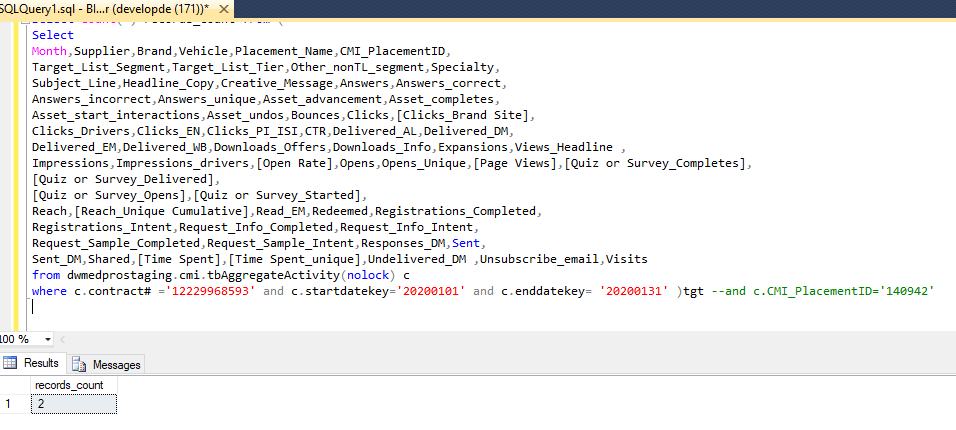 SQLQuery1.sql - Bl...r (developde (171))* ×
Select
Month,Supplier,Brand,Vehicle,Placement_Name,CMI_PlacementID,
Target_List_Segment,Target_List_Tier,Other_nonTL_segment,Specialty,
Subject_Line,Headline_Copy,Creative_Message,Answers,Answers_correct,
Answers_incorrect,Answers_unique,Asset_advancement,Asset_completes,
Asset_start_interactions,Asset_undos,Bounces,Clicks,[Clicks_Brand Site],
Clicks_Drivers,Clicks_EN,Clicks_PI_ISI,CTR,Delivered_AL,Delivered_DM,
Delivered_EM,Delivered_WB,Downloads_Offers,Downloads_Info,Expansions,Views_Headline ,
Impressions,Impressions_drivers,[Open Rate],Opens,Opens_Unique,[Page Views],[Quiz or Survey_Completes],
[Quiz or Survey_Delivered],
[Quiz or Survey_Opens],[Quiz or Survey_Started],
Reach,[Reach_Unique Cumulative],Read_EM,Redeemed,Registrations_Completed,
Registrations_Intent,Request_Info_Completed,Request_Info_Intent,
Request_Sample_Completed,Request_Sample_Intent,Responses_DM,Sent,
Sent_DM,Shared,[Time Spent],[Time Spent_unique],Undelivered_DM ,Unsubscribe_email,Visits
from dwmedprostaging.cmi.tbAggregateActivity(nolock) c
where c.contract# ='12229968593' and c.startdatekey='20200101' and c.enddatekey= '20200131' )tgt --and c.CMI_PlacementID='140942'
100 %
Results Messages
records_count
1 2